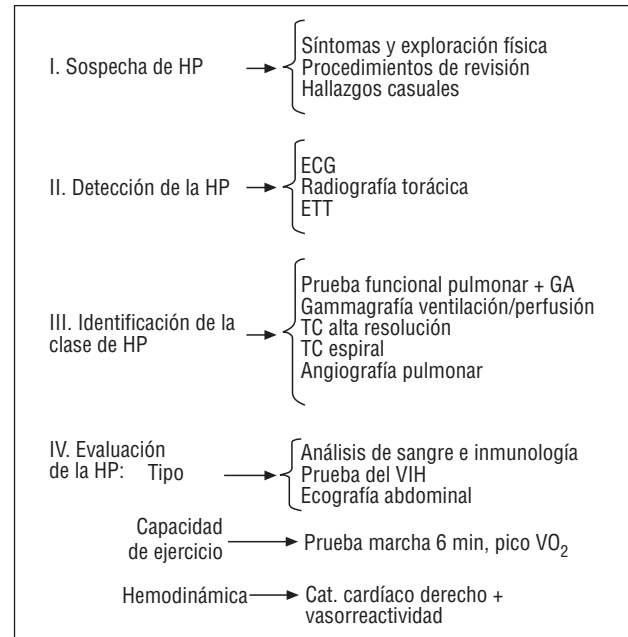 I. Sospecha de HP
Síntomas y exploración física
Procedimientos de revisión
Hallazgos casuales
II. Detección de la HP
ECG
Radiografía torácica
ETT
III. Identificación de la
clase de HP
Prueba funcional pulmonar + GA
Gammagrafía ventilación/perfusión
TC alta resolución
TC espiral
Angiografía pulmonar
IV. Evaluación
de la HP: Tipo
Análisis de sangre e inmunología
Prueba del VIH
Ecografía abdominal
Capacidad
de ejercicio
Prueba marcha 6 min, pico VO₂
Hemodinámica
Cat. cardíaco derecho +
vasorreactividad